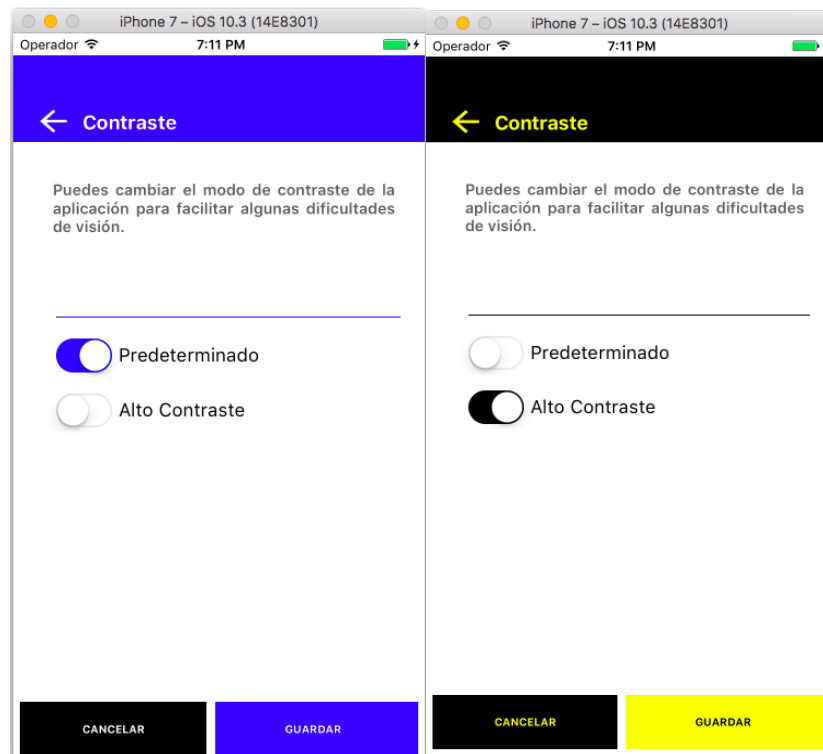 iPhone 7 – iOS 10.3 (14E8301)
Operador 7:11 PM
Contraste
Puedes cambiar el modo de contraste de la
aplicación para facilitar algunas dificultades
de visión.
Predeterminado
Alto Contraste
CANCELAR GUARDAR
iPhone 7 – iOS 10.3 (14E8301)
Operador 7:11 PM
Contraste
Puedes cambiar el modo de contraste de la
aplicación para facilitar algunas dificultades
de visión.
Predeterminado
Alto Contraste
CANCELAR GUARDAR